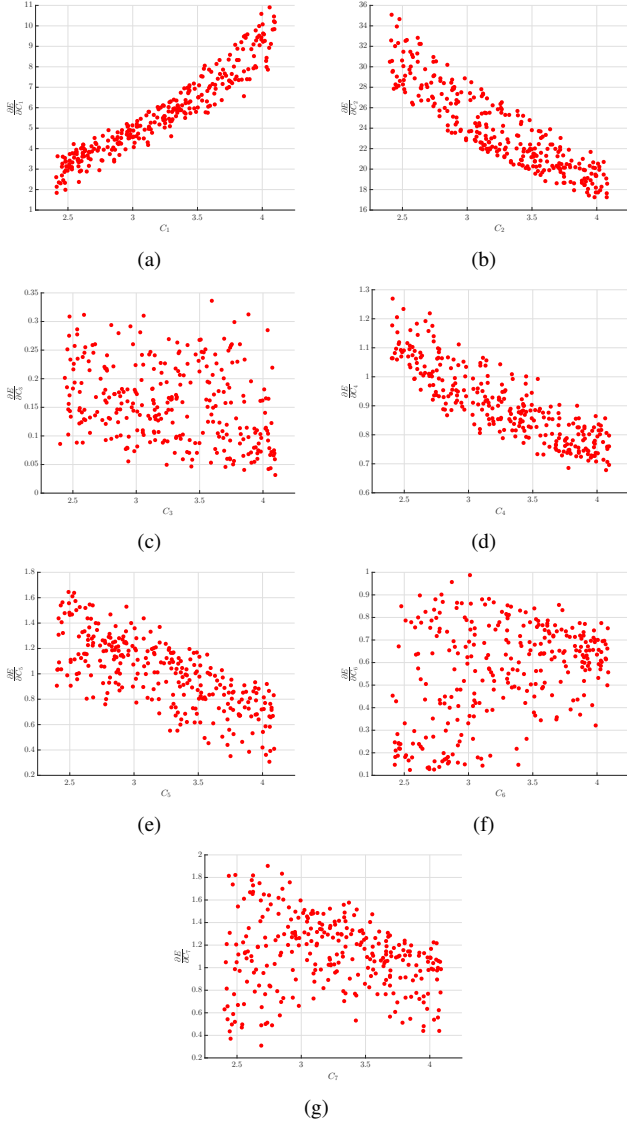 11
10
9
8
7
6
5
4
3
2
1
∂E/∂C₁
2.5 3 3.5 4
C₁
(a)
36
34
32
30
28
26
24
22
20
18
16
∂E/∂C₂
2.5 3 3.5 4
C₂
(b)
0.35
0.3
0.25
0.2
0.15
0.1
0.05
0
∂E/∂C₃
2.5 3 3.5 4
C₃
(c)
1.3
1.2
1.1
1
0.9
0.8
0.7
0.6
∂E/∂C₄
2.5 3 3.5 4
C₄
(d)
1.8
1.6
1.4
1.2
1
0.8
0.6
0.4
0.2
∂E/∂C₅
2.5 3 3.5 4
C₅
(e)
1
0.9
0.8
0.7
0.6
0.5
0.4
0.3
0.2
0.1
∂E/∂C₆
2.5 3 3.5 4
C₆
(f)
2
1.8
1.6
1.4
1.2
1
0.8
0.6
0.4
0.2
∂E/∂C₇
2.5 3 3.5 4
C₇
(g)